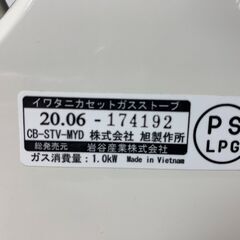 イワタニカセットガスストーブ
20.06 - 174192
CB-STV-MYD 株式会社 旭製作所
総発売元 岩谷産業株式会社
ガス消費量：1.0kW Made in Vietnam
PS
LPG